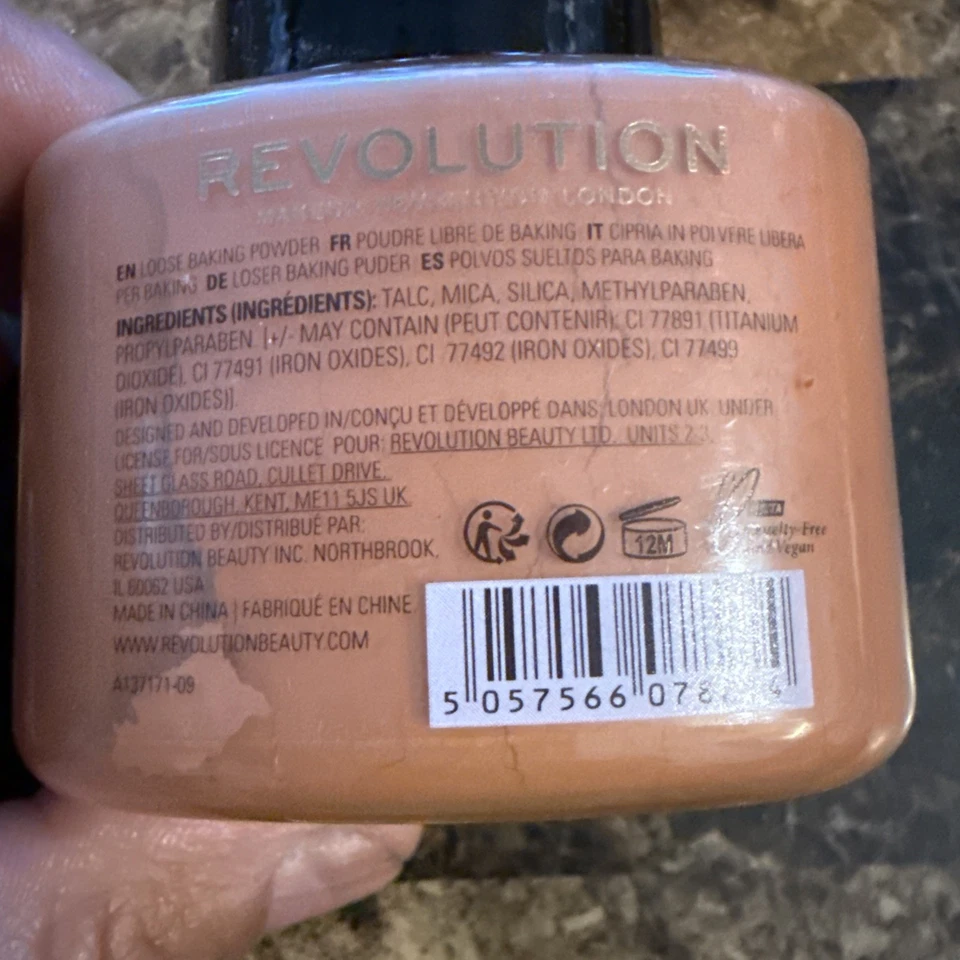 REVOLUTION
LONDON
EN LOOSE BAKING POWDER FR POUDRE LIBRE DE BAKING IT CIPRIA IN POLVERE LIBERA
PER BAKING DE LOSER BAKING PUDER ES POLVOS SUELTOS PARA BAKING
INGREDIENTS (INGRÉDIENTS): TALC, MICA, SILICA, METHYLPARABEN,
PROPYLPARABEN. [+/- MAY CONTAIN (PEUT CONTENIR): CI 77891 (TITANIUM
DIOXIDE), CI 77491 (IRON OXIDES), CI 77492 (IRON OXIDES), CI 77499
(IRON OXIDES)].
DESIGNED AND DEVELOPED IN/CONÇU ET DÉVELOPPÉ DANS: LONDON UK. UNDER
LICENSE FOR/SOUS LICENCE POUR: REVOLUTION BEAUTY LTD. UNITS 2.3.
SHEET GLASS ROAD, CULLET DRIVE.
QUEENBOROUGH, KENT, ME11 5JS UK.
DISTRIBUTED BY/DISTRIBUÉ PAR:
REVOLUTION BEAUTY INC. NORTHBROOK,
IL 60062 USA
MADE IN CHINA | FABRIQUÉ EN CHINE.
WWW.REVOLUTIONBEAUTY.COM
A137171-09
12M
Cruelty-Free
Vegan
5 057566 078